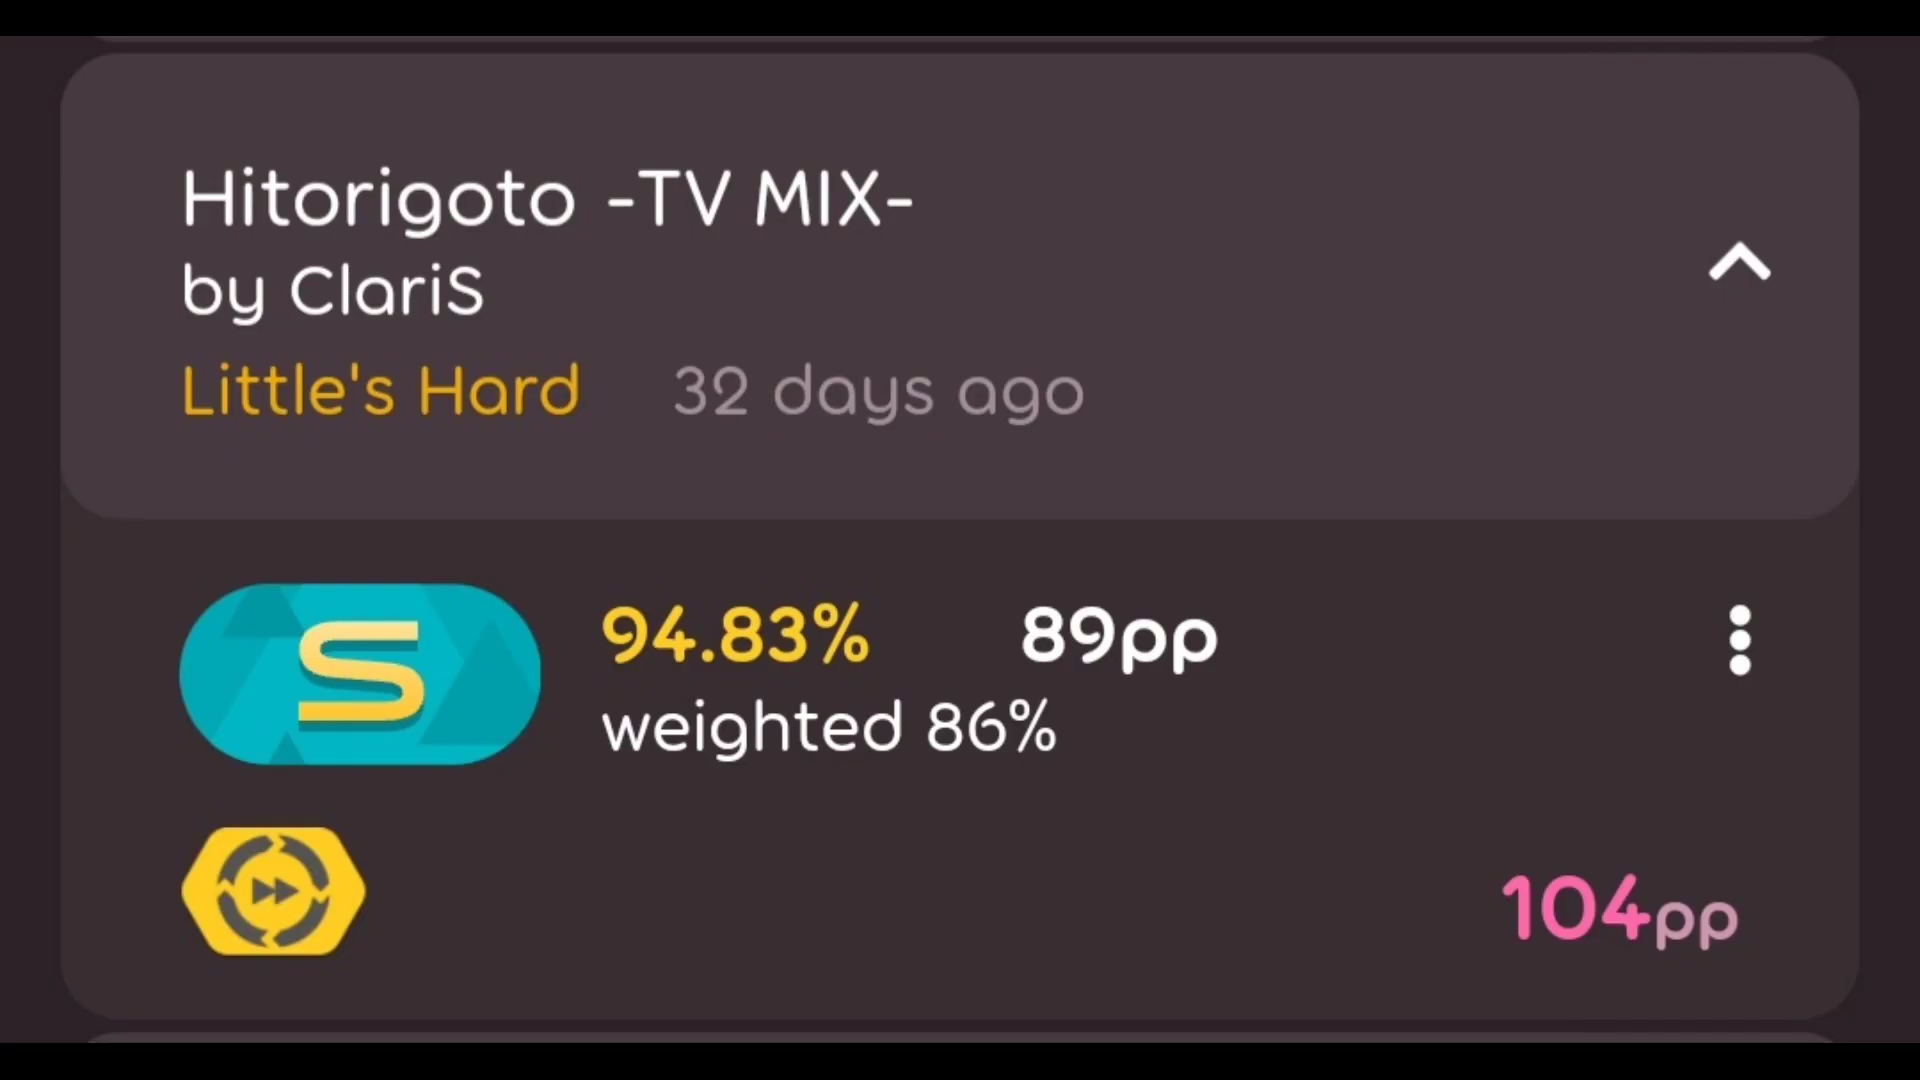 Hitorigoto -TV MIX-
by ClariS
Little's Hard 32 days ago
S 94.83% 89pp
weighted 86%
104pp